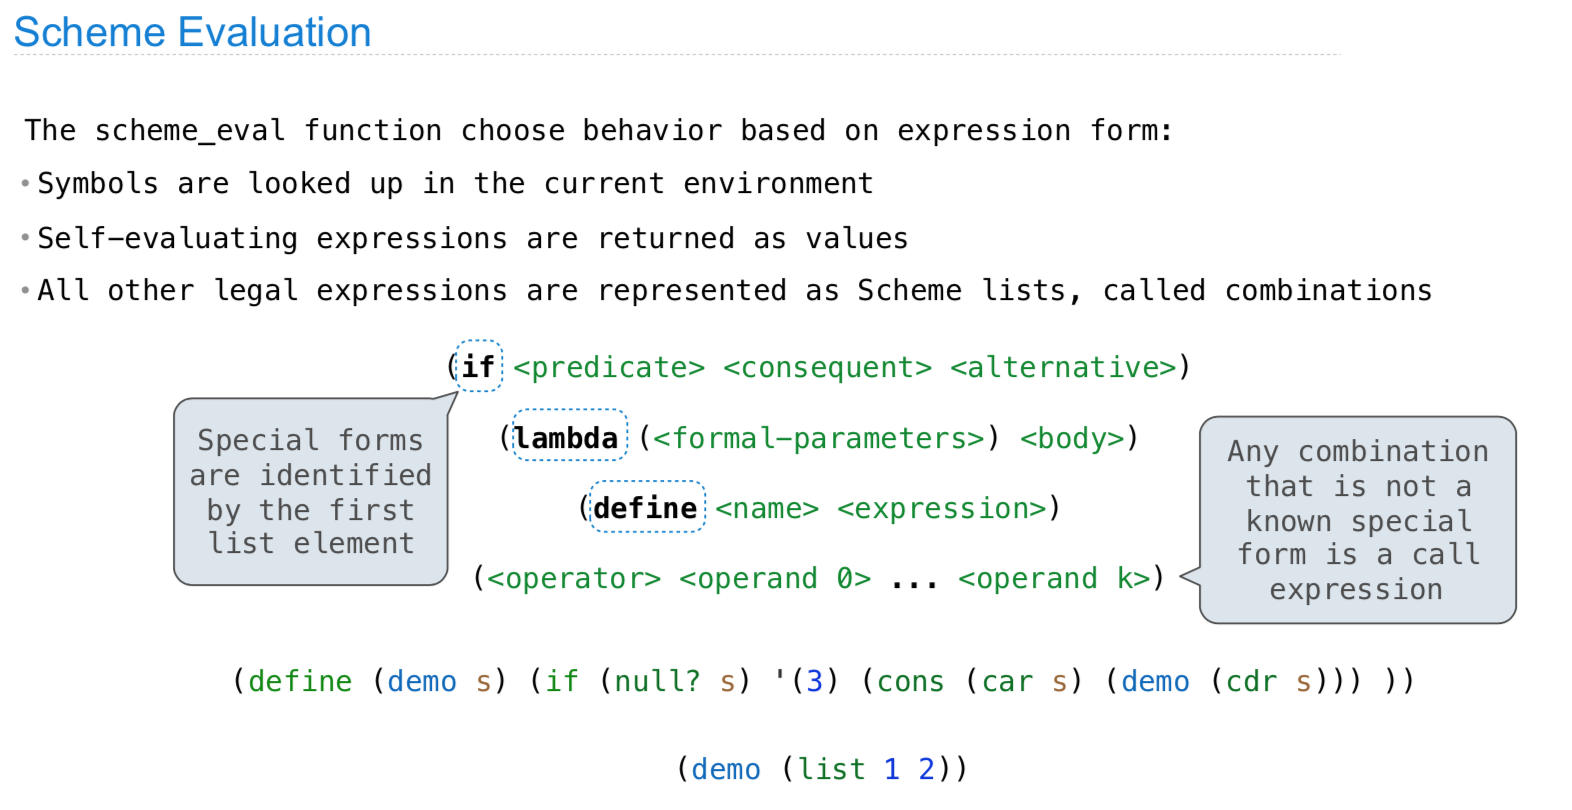 Scheme Evaluation
The scheme_eval function choose behavior based on expression form:
•Symbols are looked up in the current environment
•Self-evaluating expressions are returned as values
•All other legal expressions are represented as Scheme lists, called combinations
(if <predicate> <consequent> <alternative>)
Special forms
are identified
by the first
list element
(lambda (<formal-parameters>) <body>)
(define <name> <expression>)
(<operator> <operand 0> ... <operand k>)
Any combination
that is not a
known special
form is a call
expression
(define (demo s) (if (null? s) '(3) (cons (car s) (demo (cdr s))) ))
(demo (list 1 2))